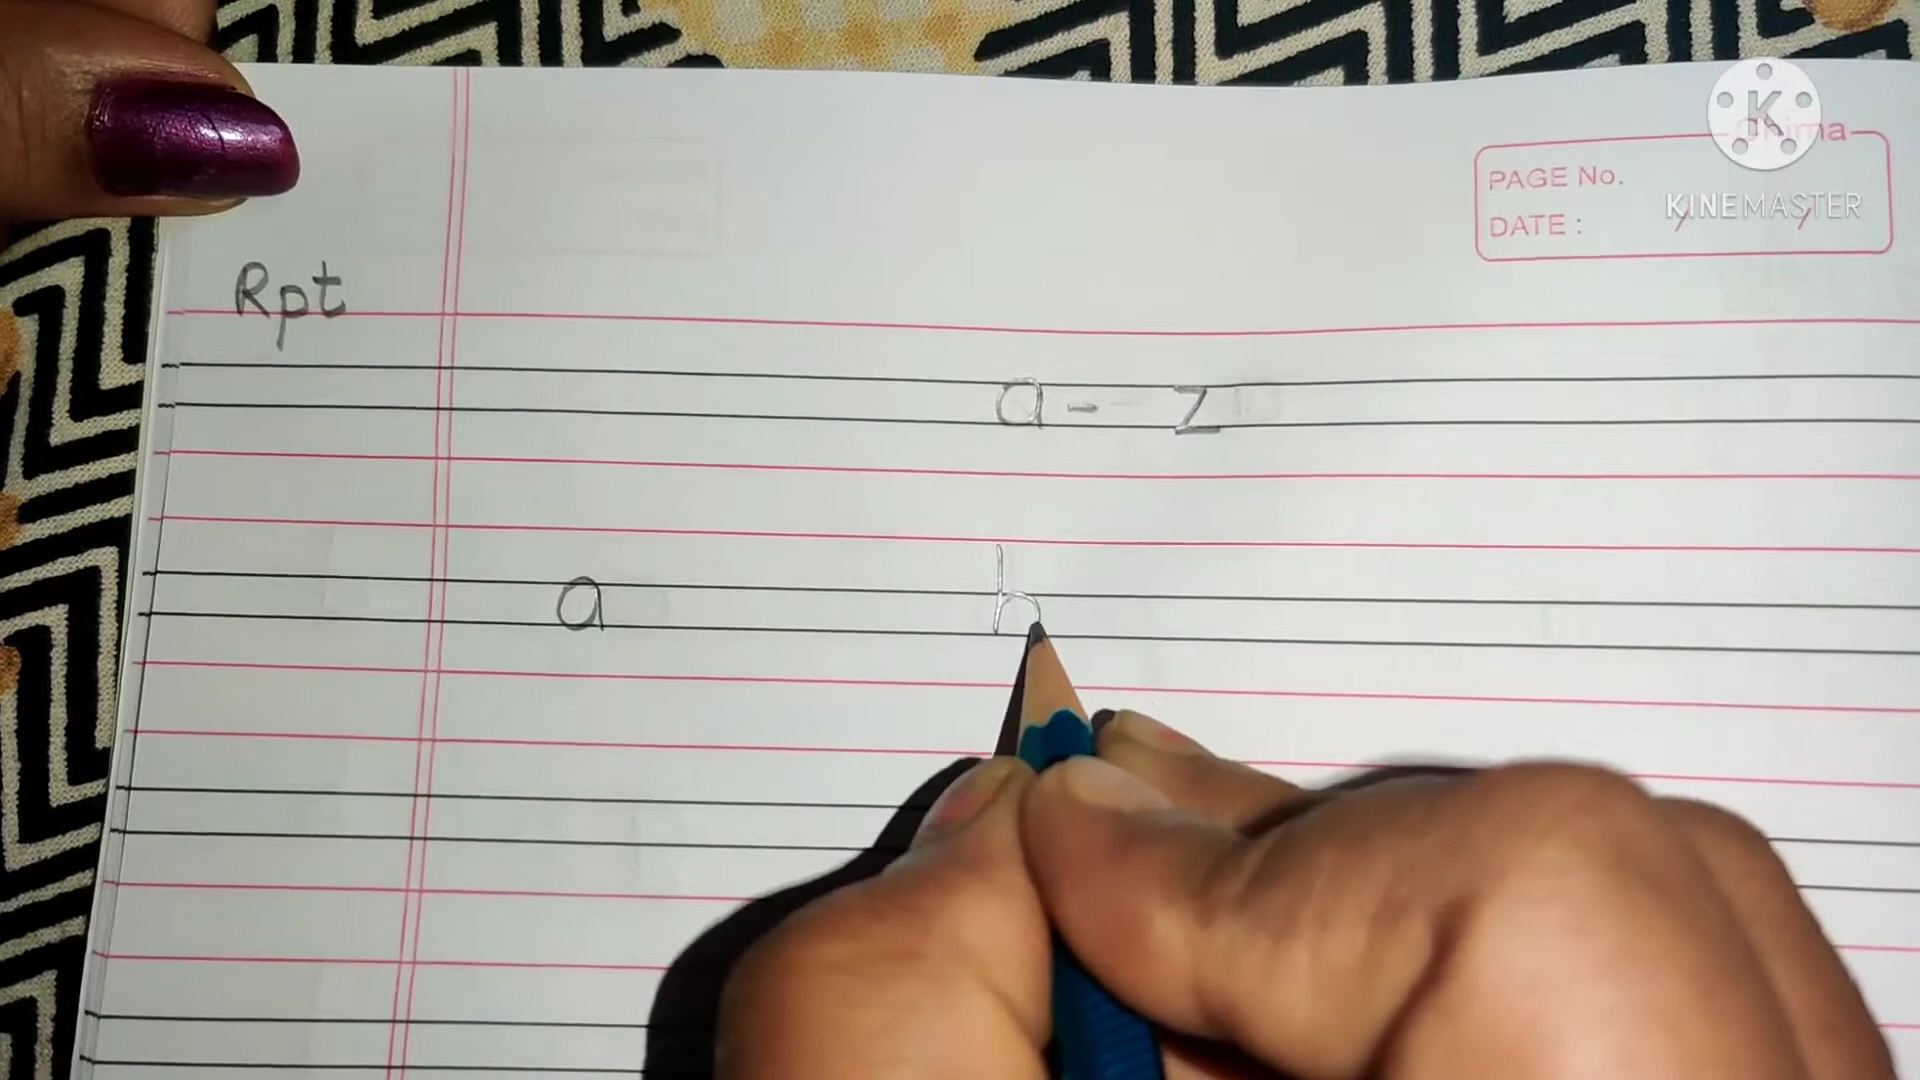 PAGE No.
DATE : / /
KINEMASTER
Rpt
a - z
a